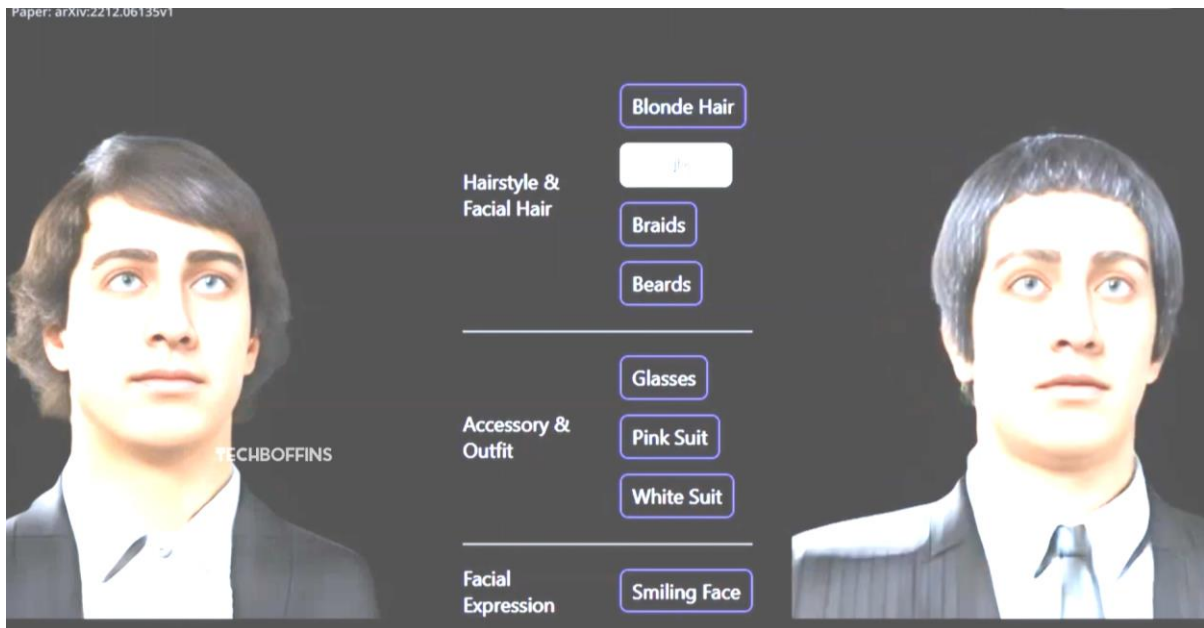 Paper: arXiv:2212.06135v1
Blonde Hair
Hairstyle &
Facial Hair
Braids
Beards
Glasses
Accessory &
Outfit
Pink Suit
White Suit
TECHBOFFINS
Facial
Expression
Smiling Face